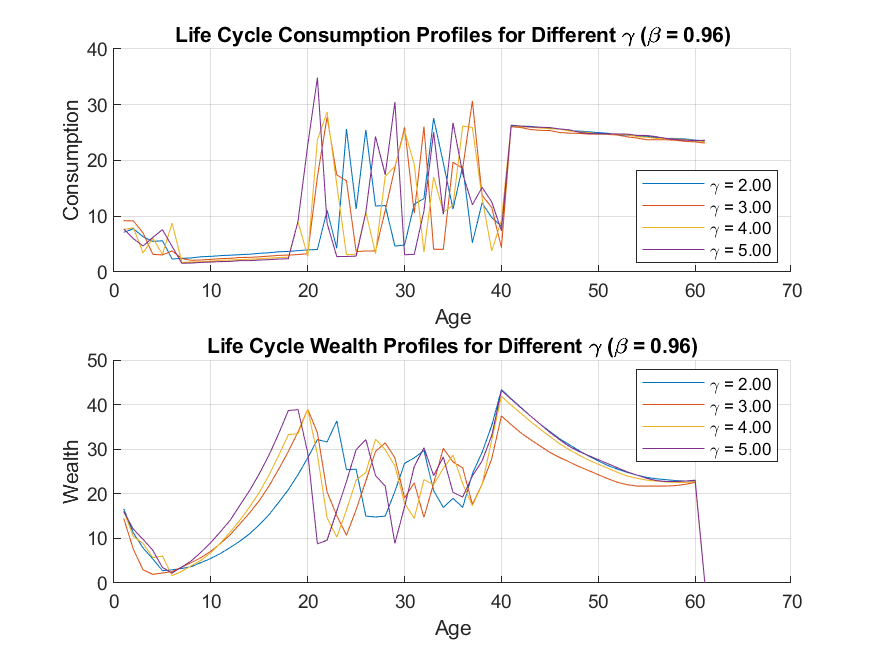 Life Cycle Consumption Profiles for Different γ (β = 0.96)
40
30
20
10
0
Consumption
γ = 2.00
γ = 3.00
γ = 4.00
γ = 5.00
0 10 20 30 40 50 60 70
Age
Life Cycle Wealth Profiles for Different γ (β = 0.96)
50
40
30
20
10
0
Wealth
γ = 2.00
γ = 3.00
γ = 4.00
γ = 5.00
0 10 20 30 40 50 60 70
Age